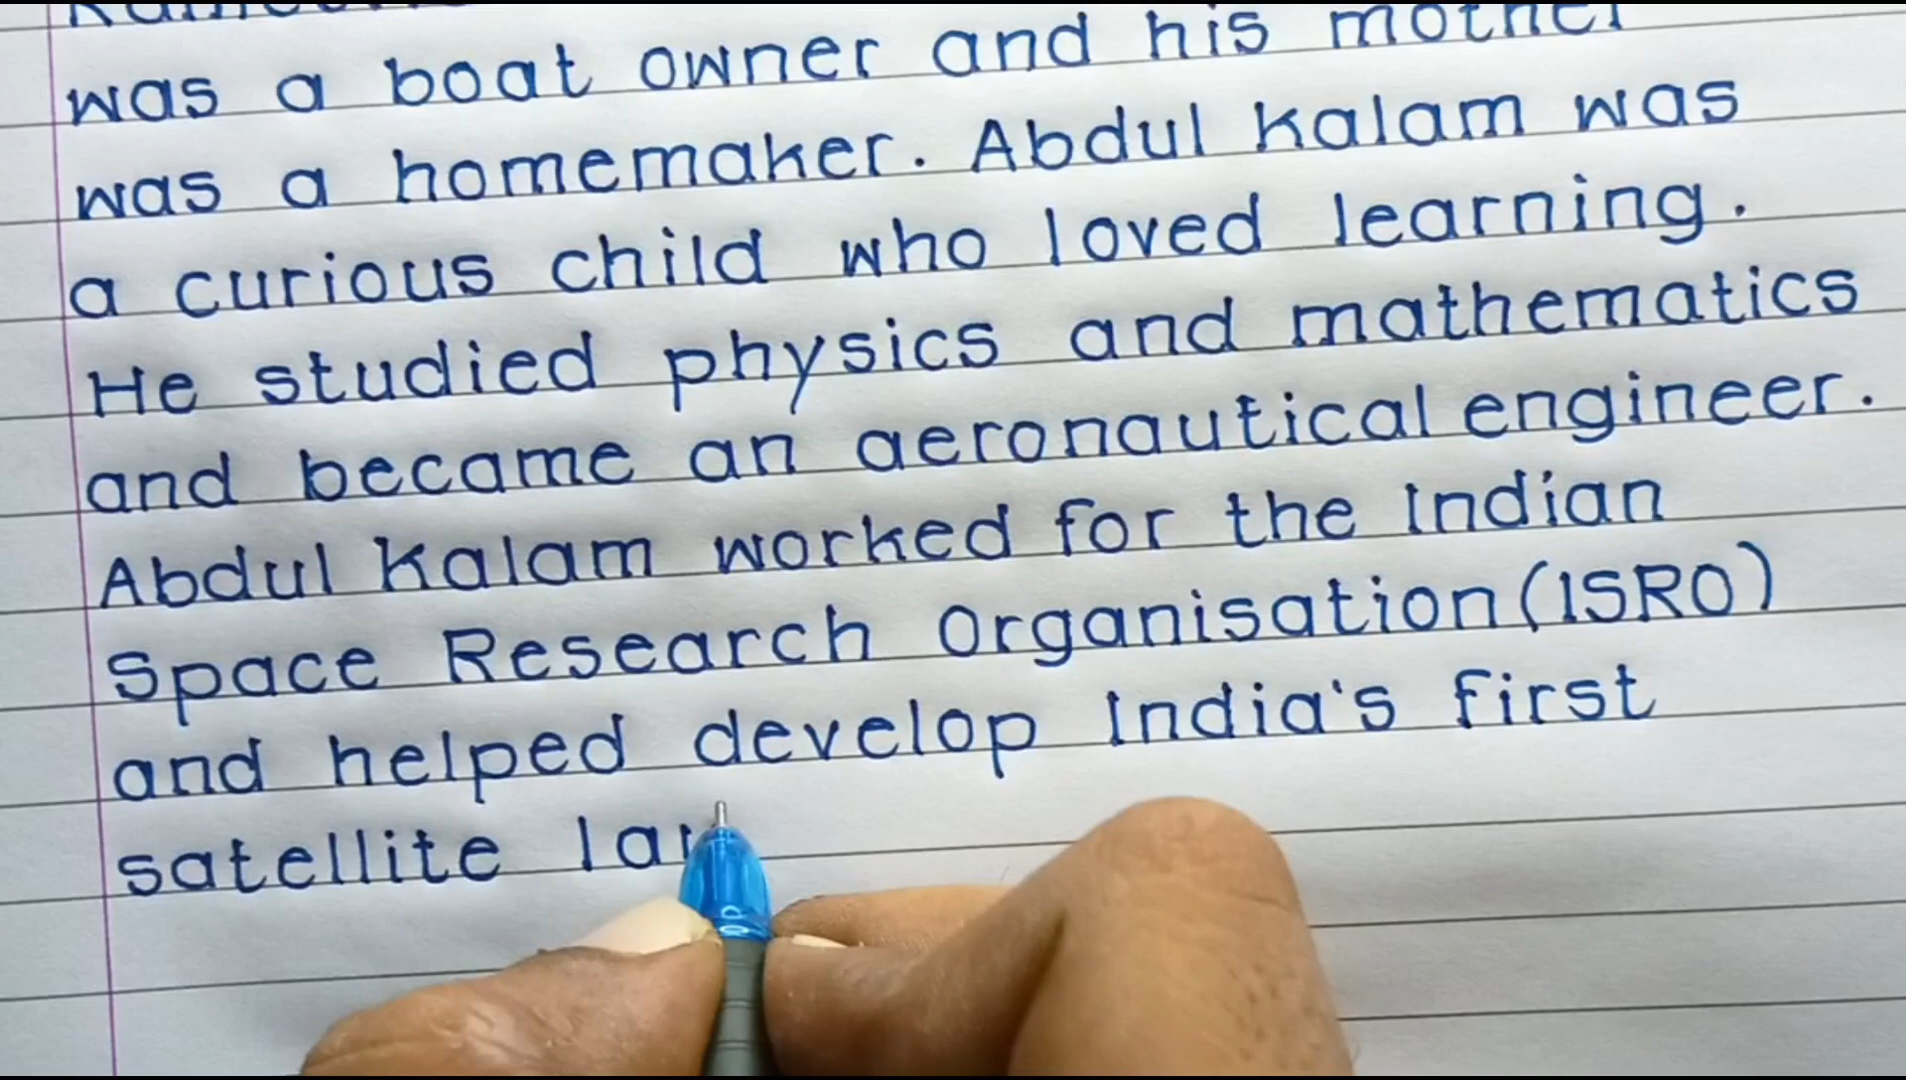 was a boat owner and his mother
was a homemaker. Abdul Kalam was
a curious child who loved learning.
He studied physics and mathematics
and became an aeronautical engineer.
Abdul Kalam worked for the Indian
Space Research Organisation (ISRO)
and helped develop India's first
satellite